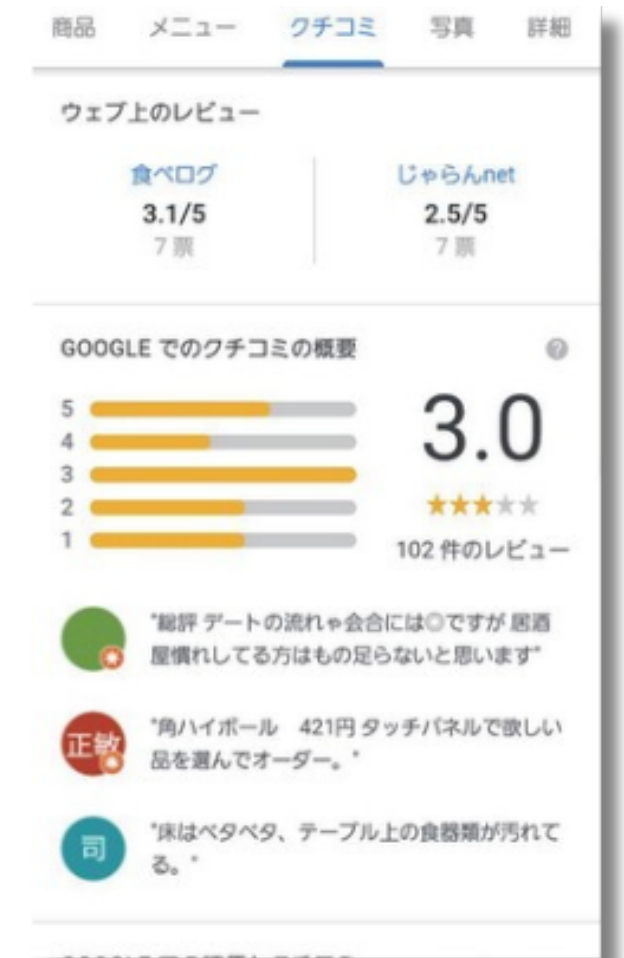 商品 メニュー クチコミ 写真 詳細
ウェブ上のレビュー
食べログ じゃらんnet
3.1/5 2.5/5
7 票 7 票
GOOGLE でのクチコミの概要
5
4
3
2
1
3.0
102 件のレビュー
"総評 デートの流れゃ会合には◎ですが 居酒
屋慣れしてる方はもの足らないと思います"
正敏
"角ハイボール 421円 タッチパネルで欲しい
品を選んでオーダー。"
司
"床はベタベタ、テーブル上の食器類が汚れて
る。"